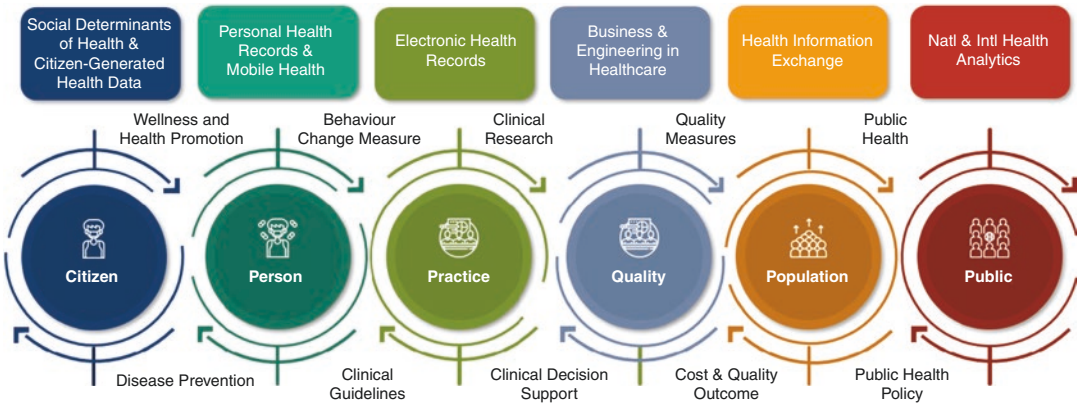 Social Determinants
of Health &
Citizen-Generated
Health Data
Personal Health
Records &
Mobile Health
Electronic Health
Records
Business &
Engineering in
Healthcare
Health Information
Exchange
Natl & Intl Health
Analytics
Wellness and
Health Promotion
Behaviour
Change Measure
Clinical
Research
Quality
Measures
Public
Health
Citizen
Person
Practice
Quality
Population
Public
Disease Prevention
Clinical
Guidelines
Clinical Decision
Support
Cost & Quality
Outcome
Public Health
Policy